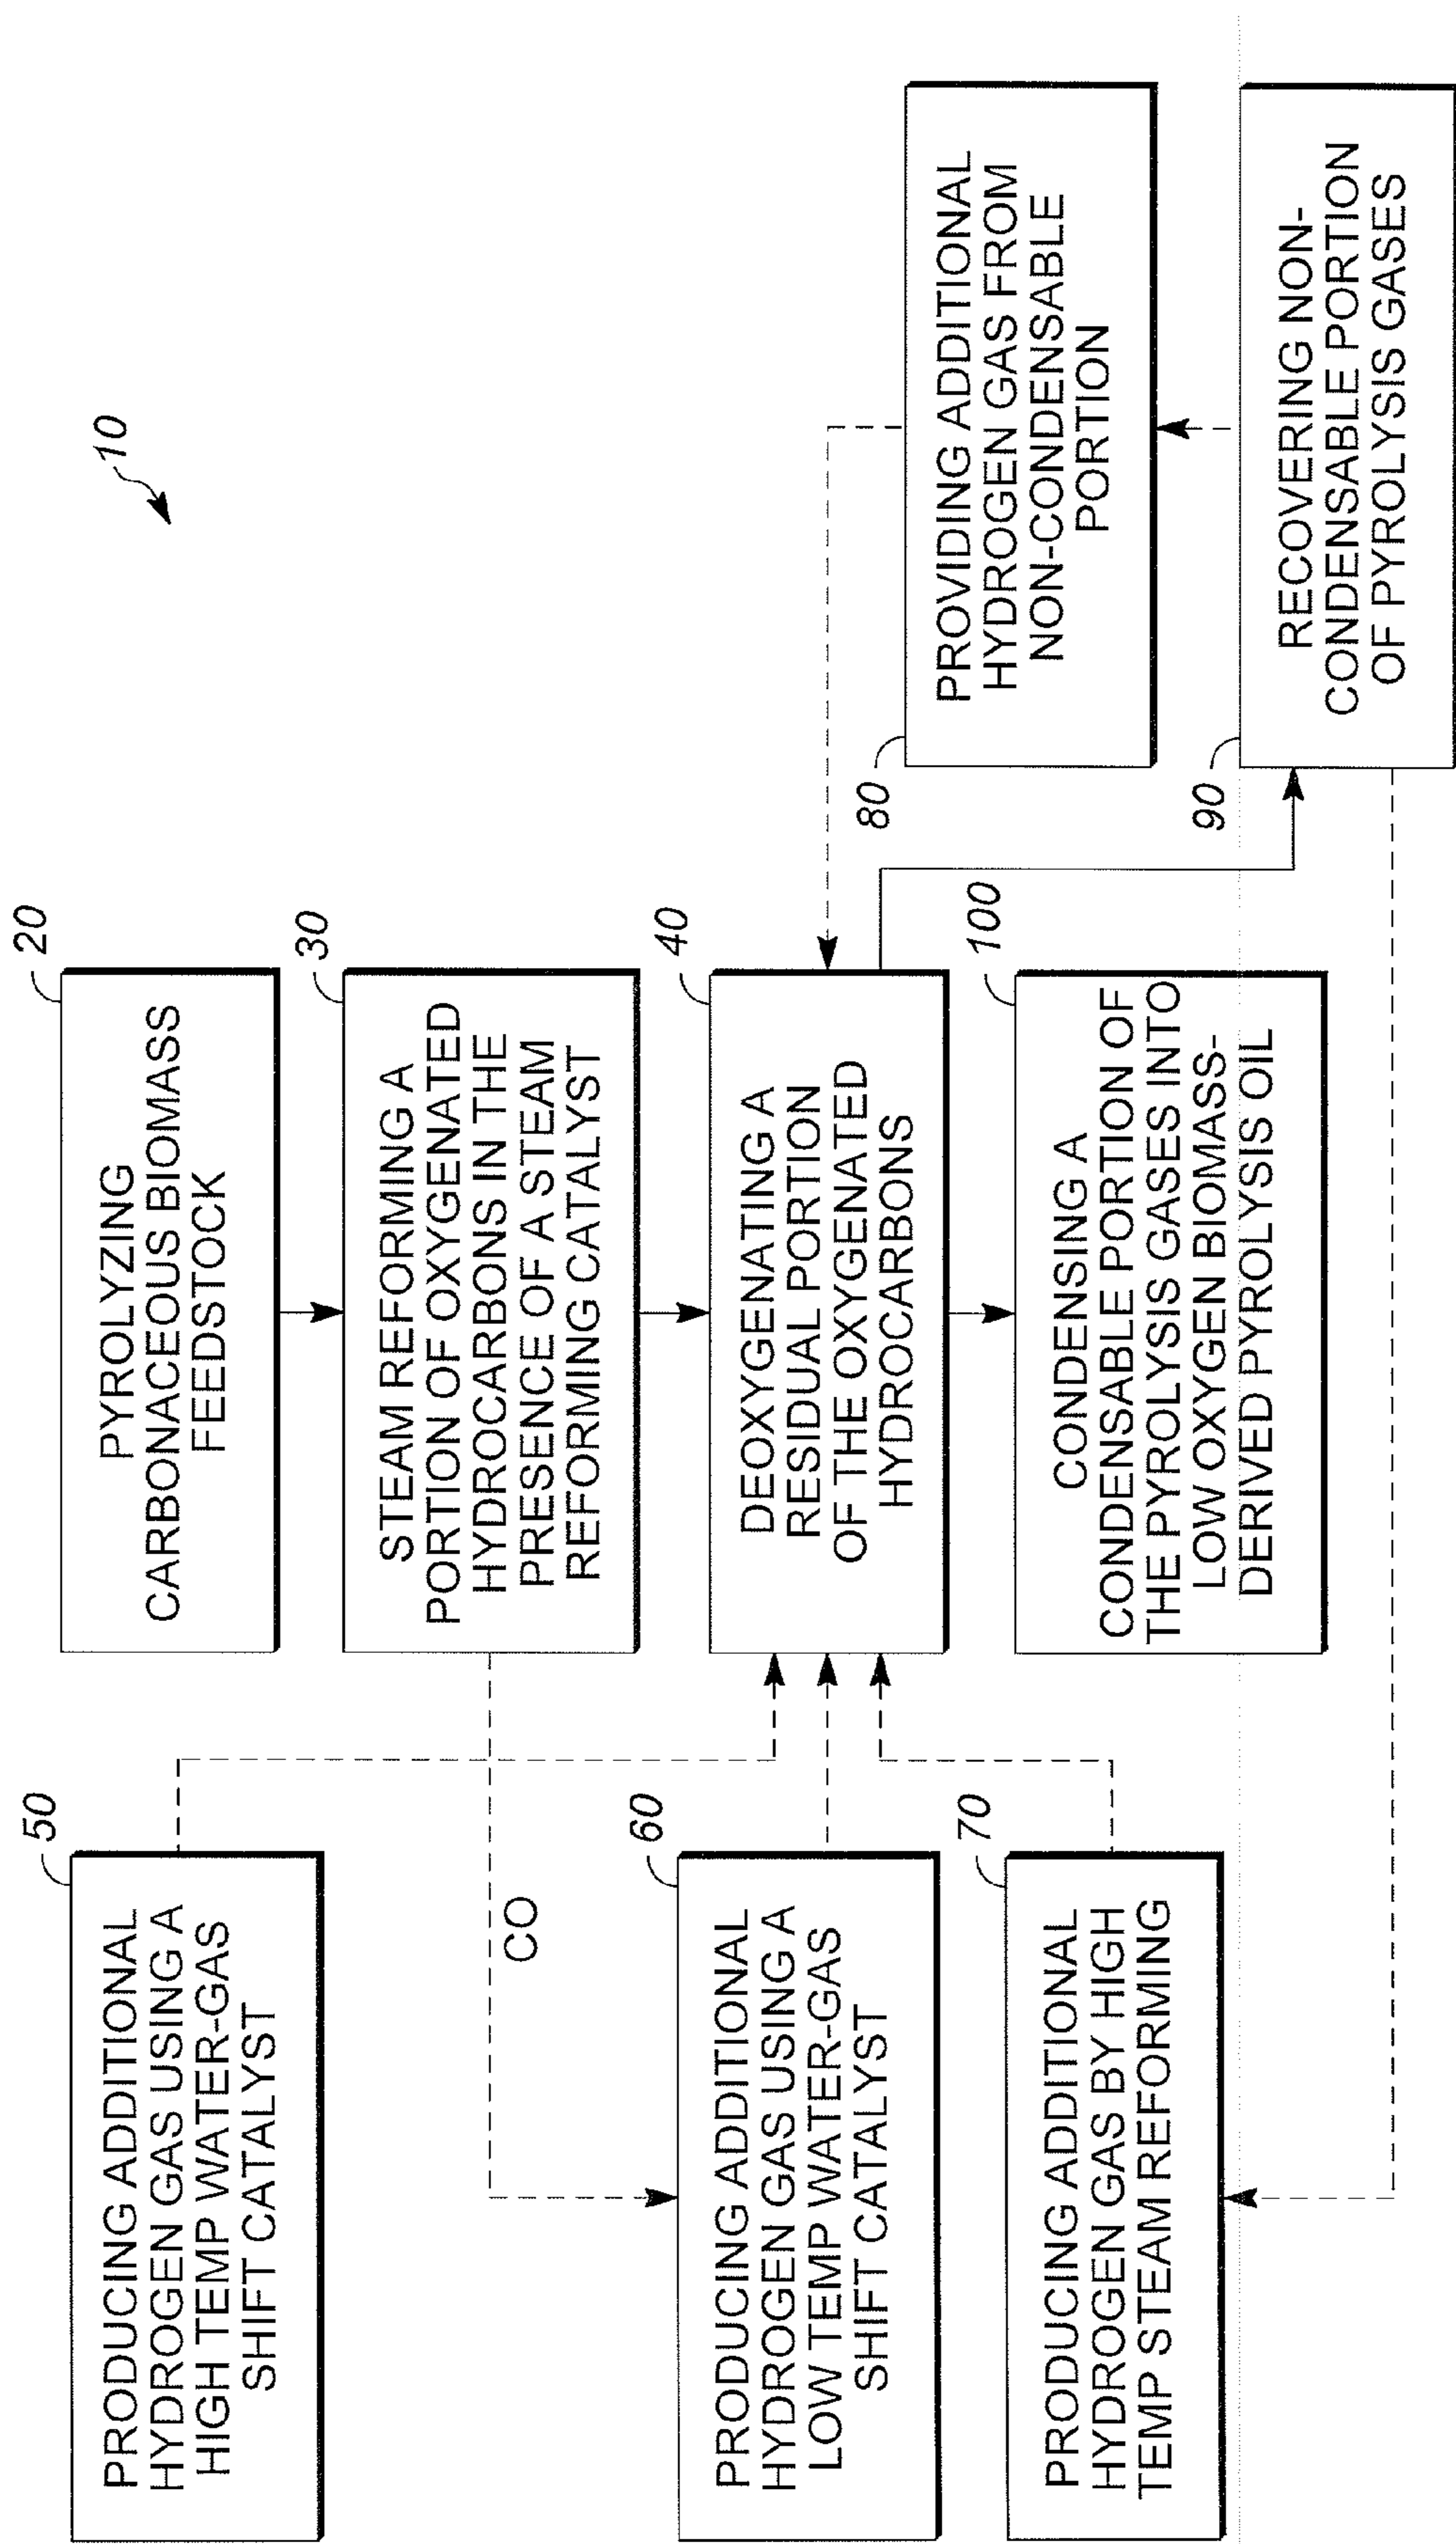 10
20
PYROLYZING
CARBONACEOUS BIOMASS
FEEDSTOCK
30
STEAM REFORMING A
PORTION OF OXYGENATED
HYDROCARBONS IN THE
PRESENCE OF A STEAM
REFORMING CATALYST
40
DEOXYGENATING A
RESIDUAL PORTION
OF THE OXYGENATED
HYDROCARBONS
100
CONDENSING A
CONDENSABLE PORTION OF
THE PYROLYSIS GASES INTO
LOW OXYGEN BIOMASS-
DERIVED PYROLYSIS OIL
50
PRODUCING ADDITIONAL
HYDROGEN GAS USING A
HIGH TEMP WATER-GAS
SHIFT CATALYST
CO
60
PRODUCING ADDITIONAL
HYDROGEN GAS USING A
LOW TEMP WATER-GAS
SHIFT CATALYST
70
PRODUCING ADDITIONAL
HYDROGEN GAS BY HIGH
TEMP STEAM REFORMING
80
PROVIDING ADDITIONAL
HYDROGEN GAS FROM
NON-CONDENSABLE
PORTION
90
RECOVERING NON-
CONDENSABLE PORTION
OF PYROLYSIS GASES